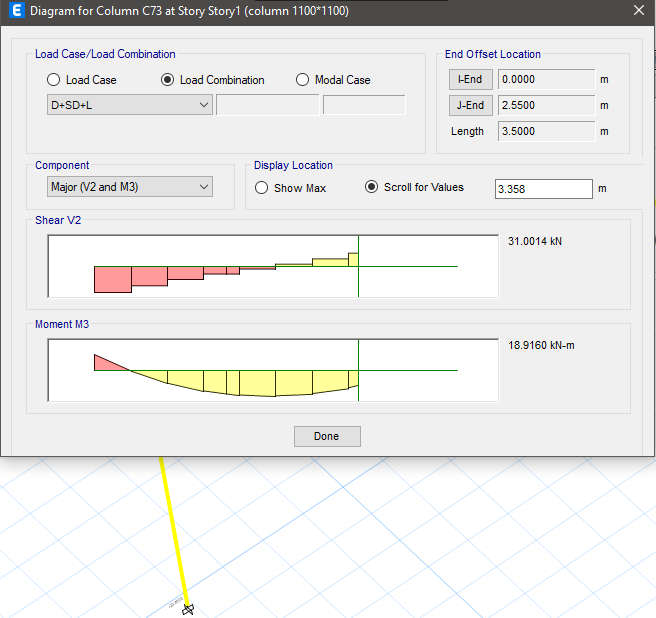 E Diagram for Column C73 at Story Story1 (column 1100*1100)
Load Case/Load Combination
Load Case Load Combination Modal Case
D+SD+L
End Offset Location
I-End 0.0000 m
J-End 2.5500 m
Length 3.5000 m
Component
Major (V2 and M3)
Display Location
Show Max Scroll for Values 3.358 m
Shear V2
31.0014 kN
Moment M3
18.9160 kN-m
Done